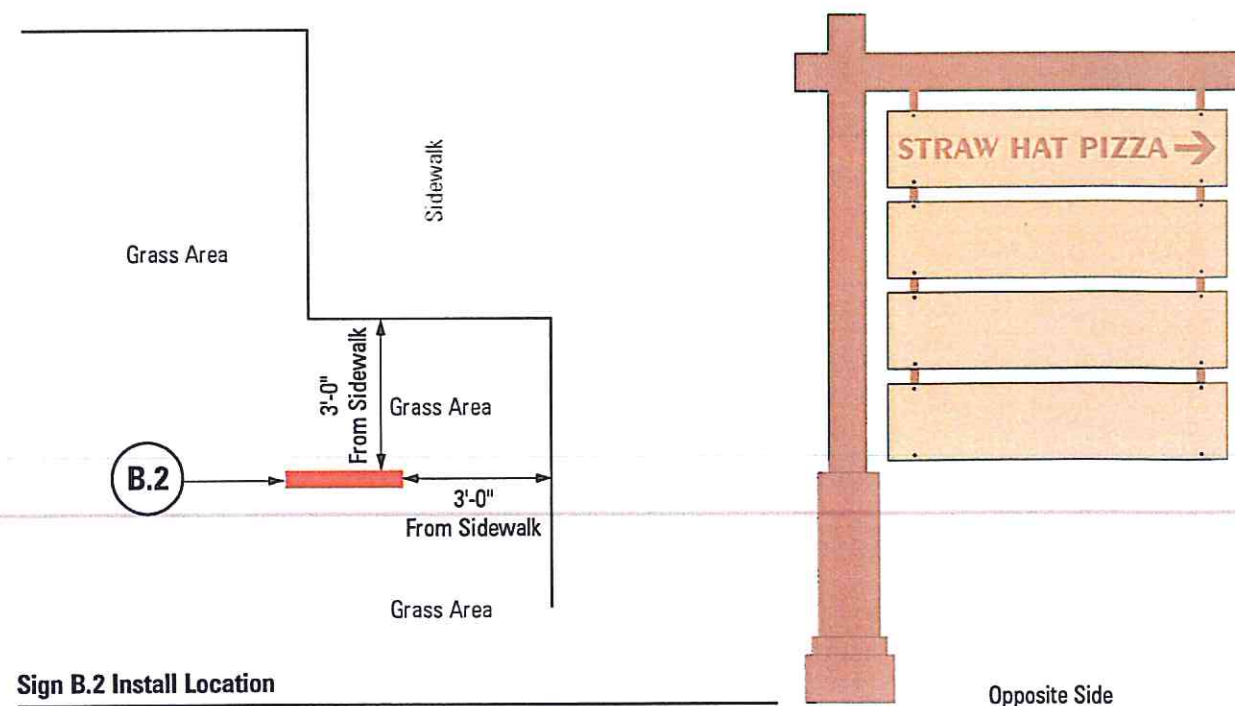 Sidewalk
Grass Area
3'-0"
From Sidewalk
Grass Area
B.2
3'-0"
From Sidewalk
Grass Area
Sign B.2 Install Location
STRAW HAT PIZZA →
Opposite Side